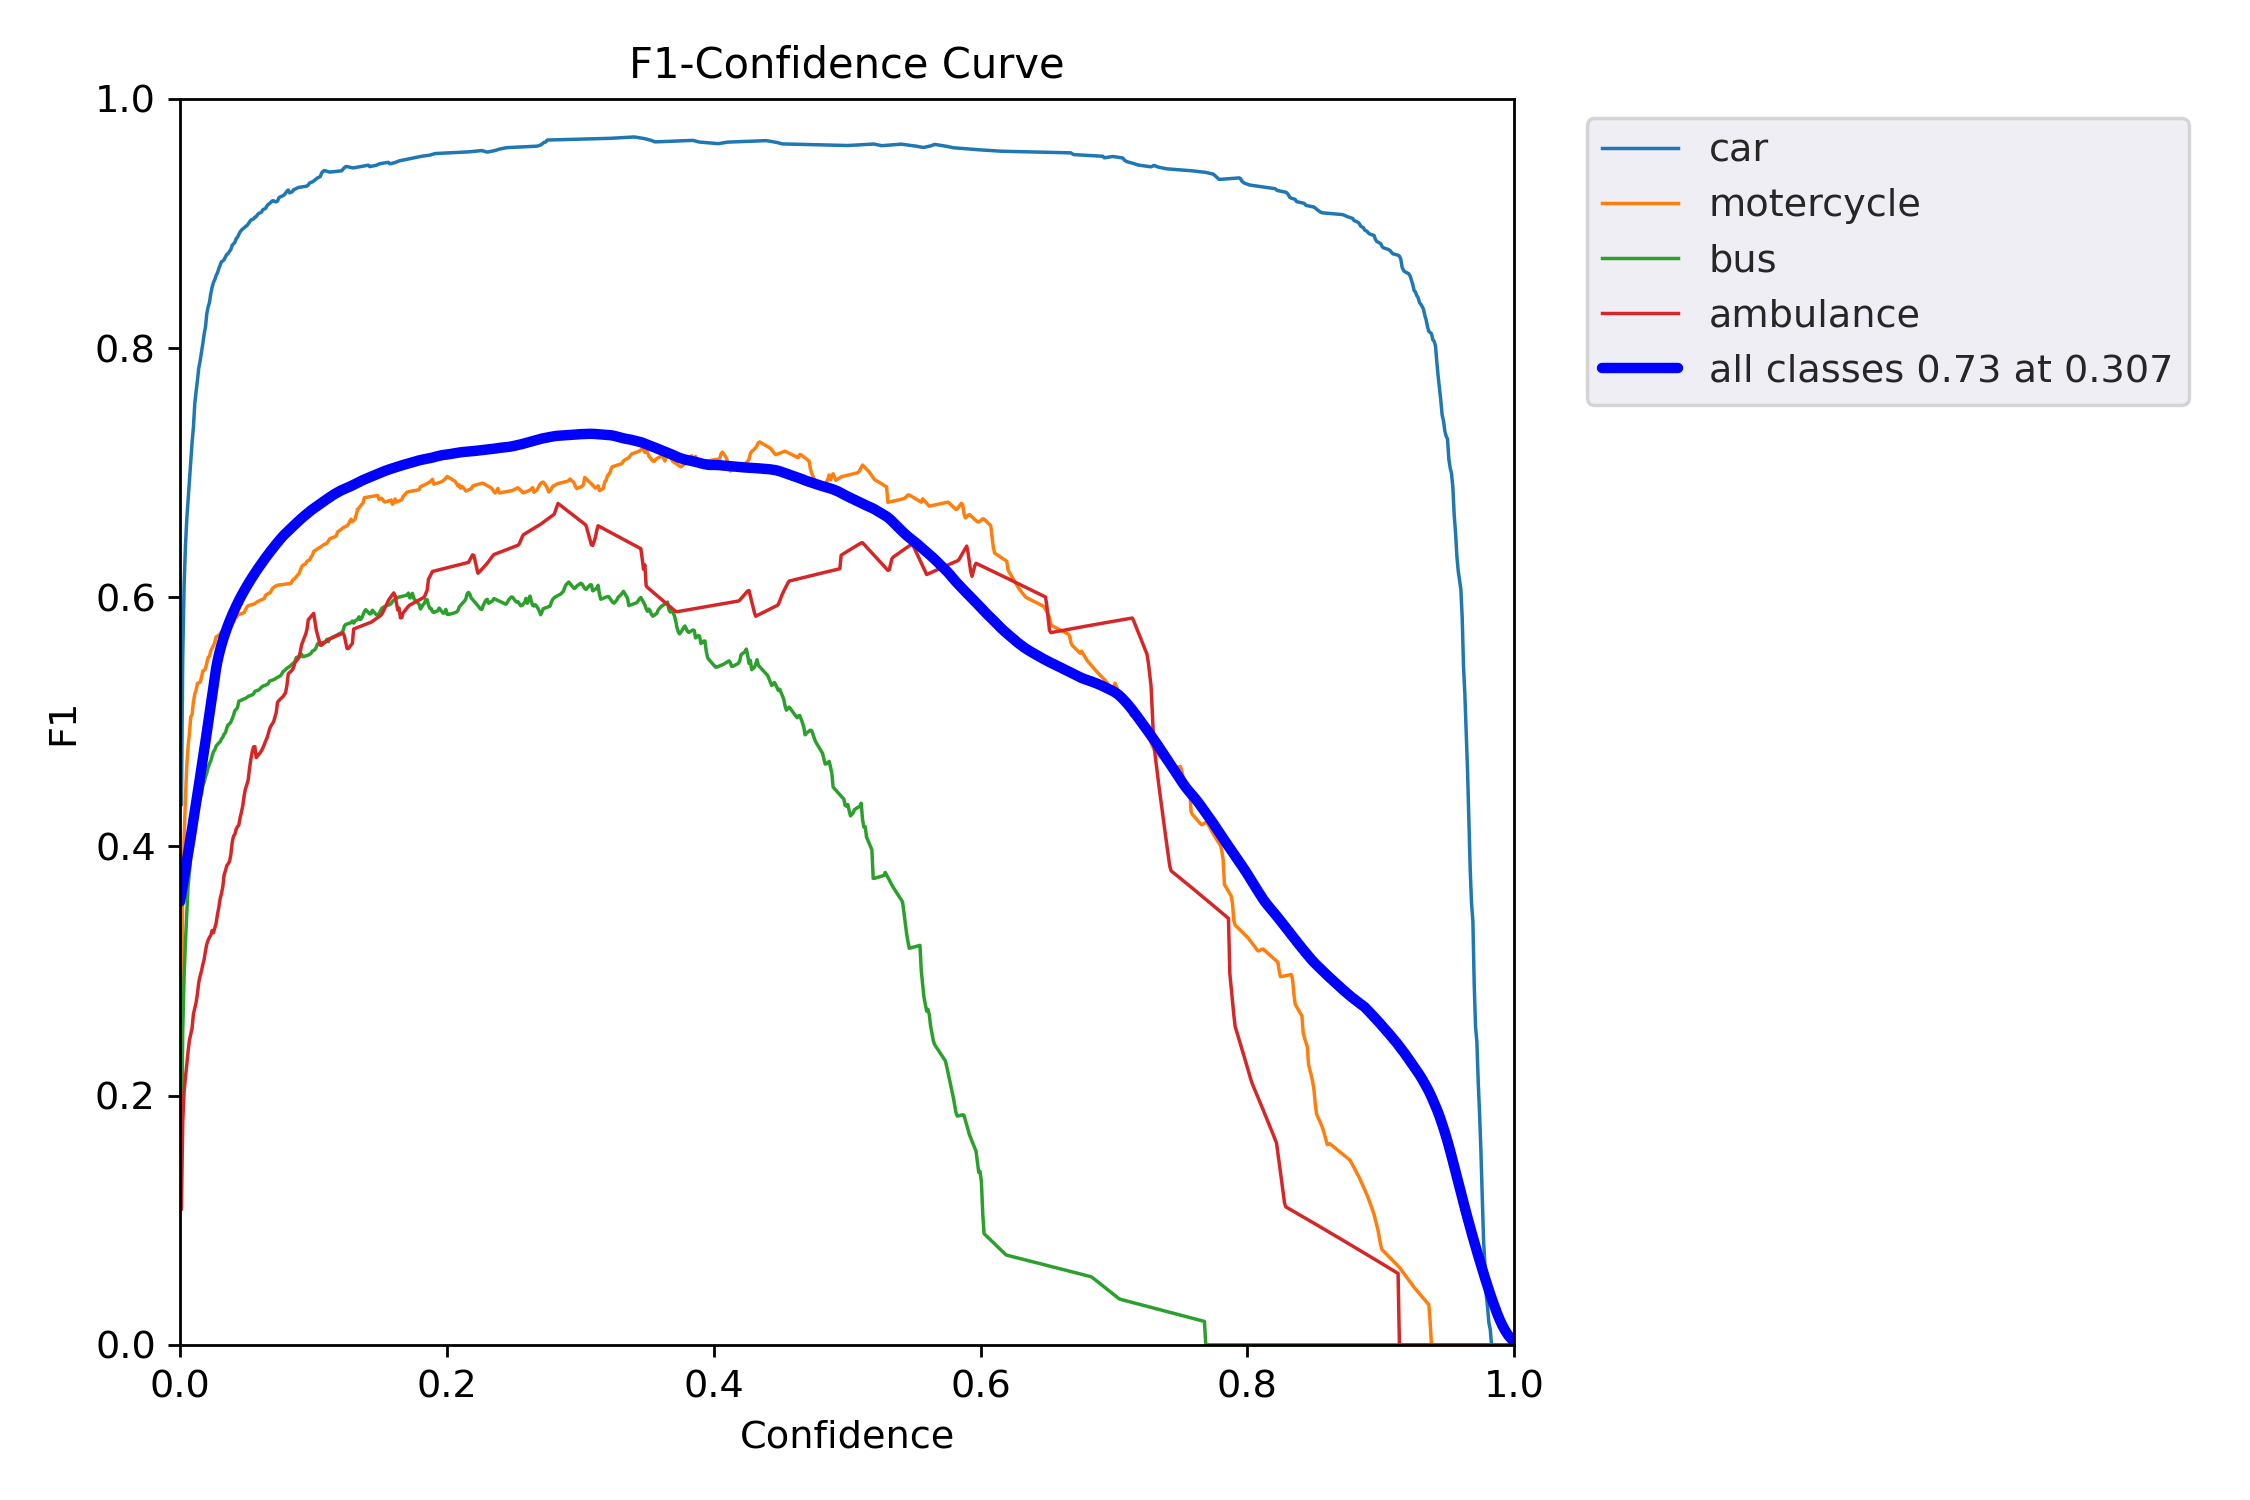 F1-Confidence Curve
1.0
0.8
0.6
0.4
0.2
0.0
F1
0.0 0.2 0.4 0.6 0.8 1.0
Confidence
car
motercycle
bus
ambulance
all classes 0.73 at 0.307